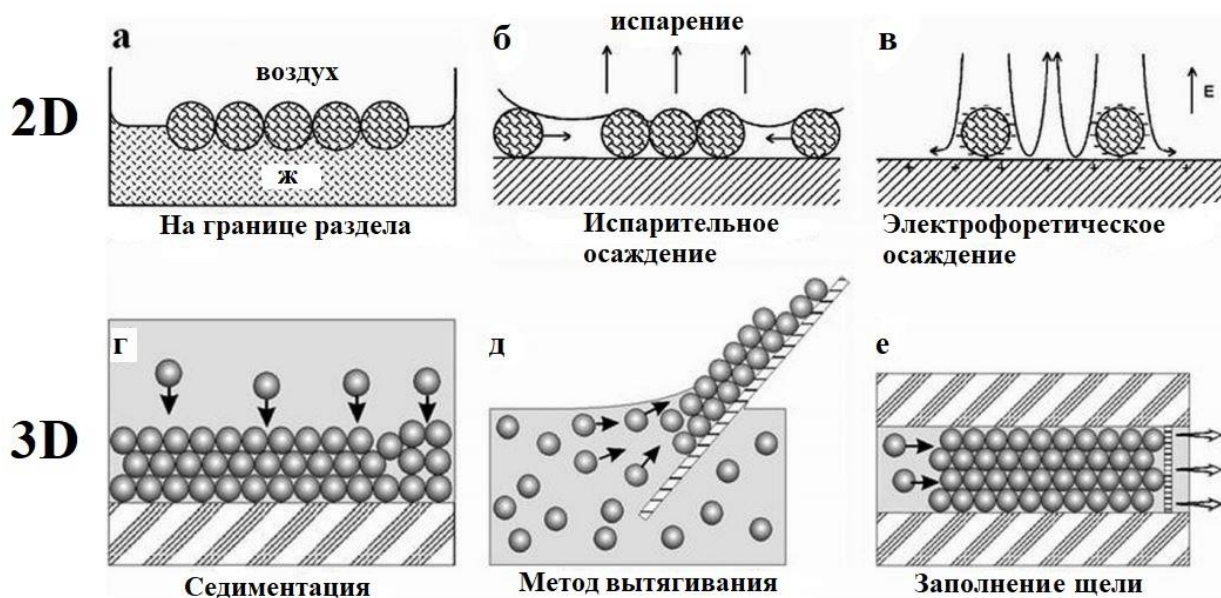 а
б
в
испарение
воздух
2D
ж
E
+ + + + + + +
На границе раздела
Испарительное
осаждение
Электрофоретическое
осаждение
г
д
е
3D
Седиментация
Метод вытягивания
Заполнение щели